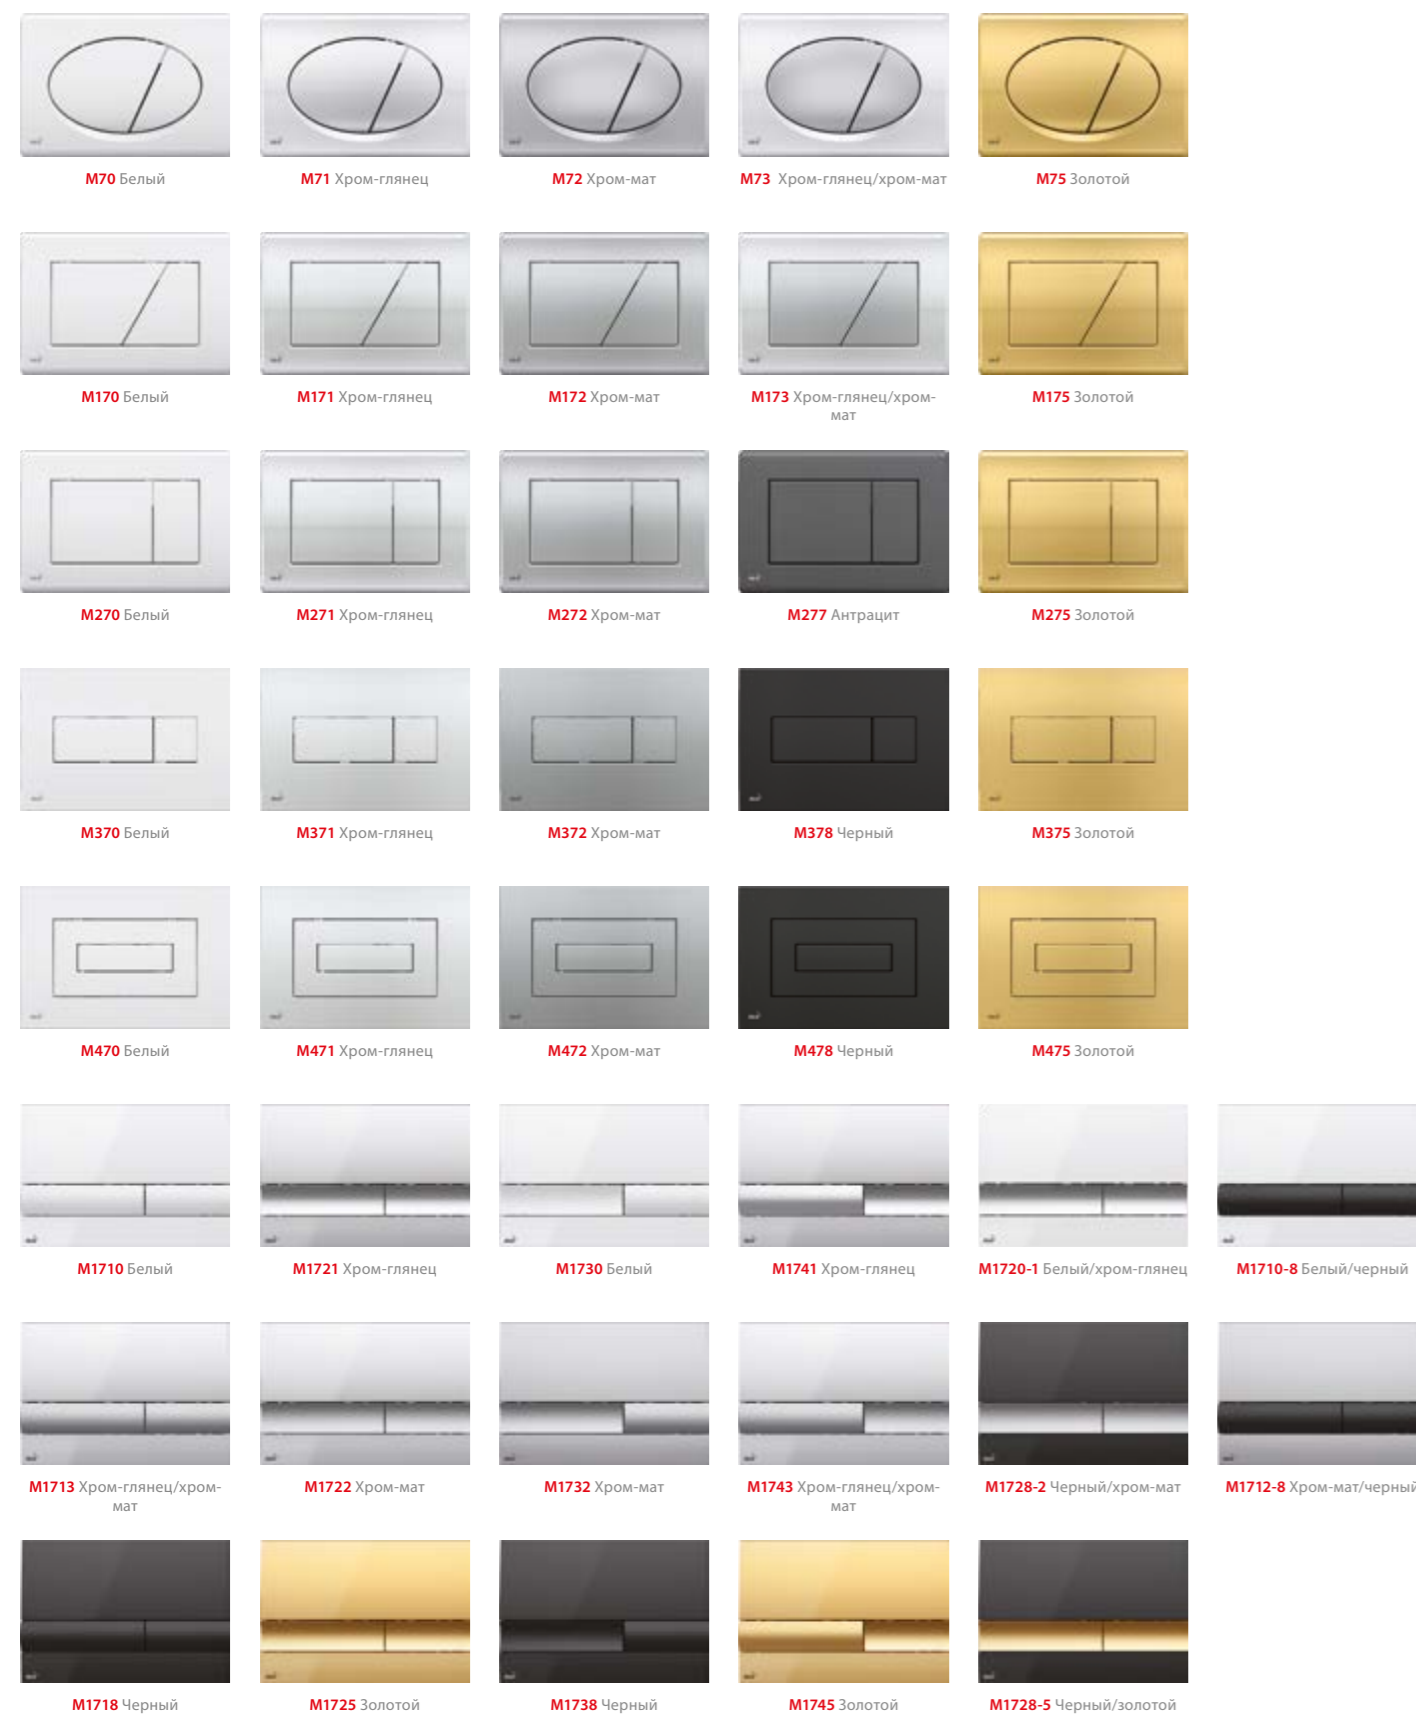 M70 Белый
M71 Хром-глянец
M72 Хром-мат
M73 Хром-глянец/хром-мат
M75 Золотой
M170 Белый
M171 Хром-глянец
M172 Хром-мат
M173 Хром-глянец/хром-
мат
M175 Золотой
M270 Белый
M271 Хром-глянец
M272 Хром-мат
M277 Антрацит
M275 Золотой
M370 Белый
M371 Хром-глянец
M372 Хром-мат
M378 Черный
M375 Золотой
M470 Белый
M471 Хром-глянец
M472 Хром-мат
M478 Черный
M475 Золотой
M1710 Белый
M1721 Хром-глянец
M1730 Белый
M1741 Хром-глянец
M1720-1 Белый/хром-глянец
M1710-8 Белый/черный
M1713 Хром-глянец/хром-
мат
M1722 Хром-мат
M1732 Хром-мат
M1743 Хром-глянец/хром-
мат
M1728-2 Черный/хром-мат
M1712-8 Хром-мат/черный
M1718 Черный
M1725 Золотой
M1738 Черный
M1745 Золотой
M1728-5 Черный/золотой